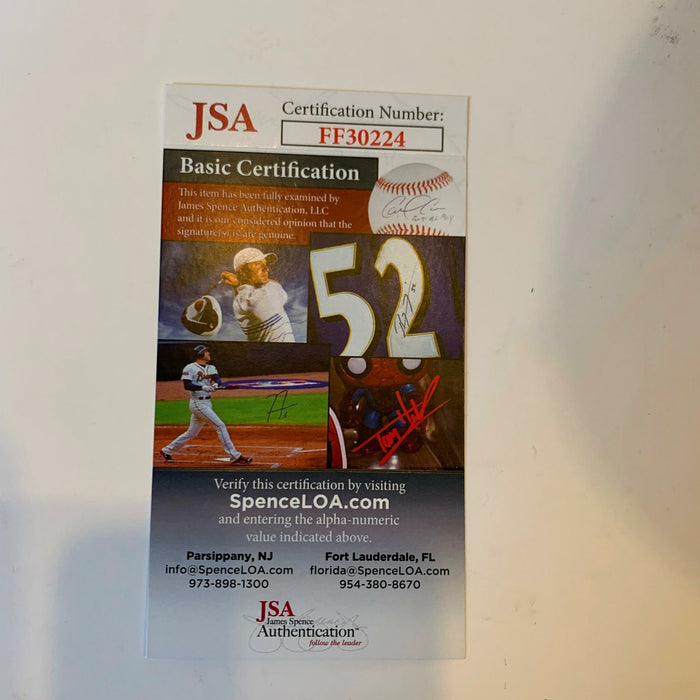 JSA
Certification Number:
FF30224
Basic Certification
This item has been fully examined by
James Spence Authentication, LLC
and it is our considered opinion that the
signature(s) is are genuine.
52
Verify this certification by visiting
SpenceLOA.com
and entering the alpha-numeric
value indicated above.
Parsippany, NJ
info@SpenceLOA.com
973-898-1300
Fort Lauderdale, FL
florida@SpenceLOA.com
954-380-8670
JSA
James Spence
Authentication™
follow the leader